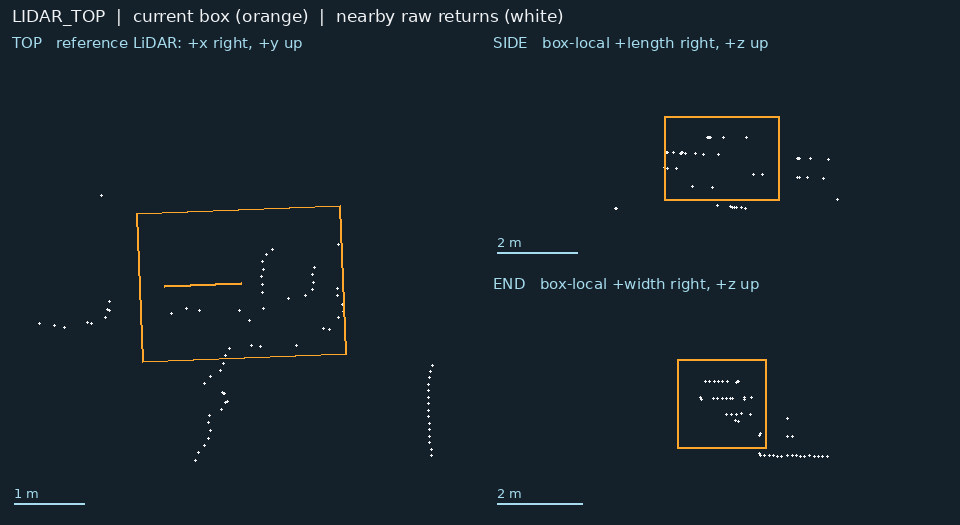 LIDAR_TOP | current box (orange) | nearby raw returns (white)
TOP reference LiDAR: +x right, +y up
SIDE box-local +length right, +z up
2 m
END box-local +width right, +z up
1 m
2 m